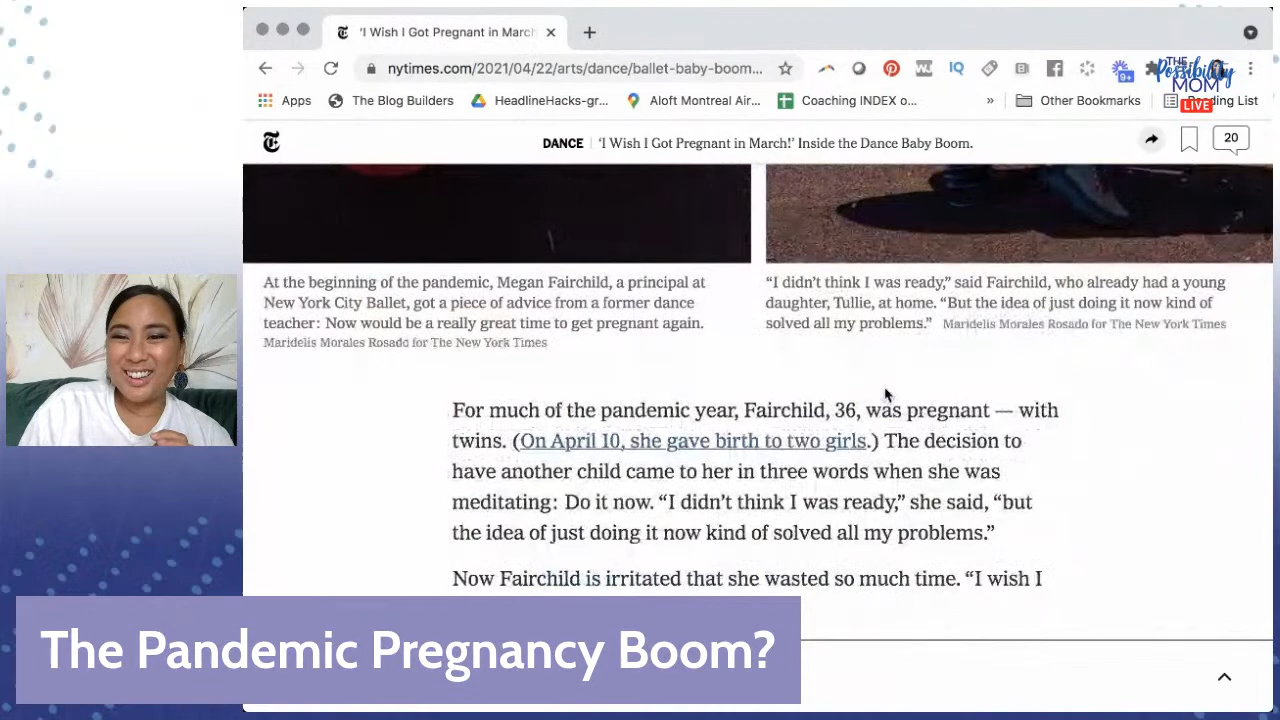 'I Wish I Got Pregnant in March
nytimes.com/2021/04/22/arts/dance/ballet-baby-boom...
THE
Possibility
MOM
LIVE
9+
Apps
The Blog Builders
HeadlineHacks-gr...
Aloft Montreal Air...
Coaching INDEX o...
»
Other Bookmarks
Reading List
DANCE | 'I Wish I Got Pregnant in March!' Inside the Dance Baby Boom.
20
At the beginning of the pandemic, Megan Fairchild, a principal at
New York City Ballet, got a piece of advice from a former dance
teacher: Now would be a really great time to get pregnant again.
Maridelis Morales Rosado for The New York Times
“I didn’t think I was ready,” said Fairchild, who already had a young
daughter, Tullie, at home. “But the idea of just doing it now kind of
solved all my problems.” Maridelis Morales Rosado for The New York Times
For much of the pandemic year, Fairchild, 36, was pregnant — with
twins. (On April 10, she gave birth to two girls.) The decision to
have another child came to her in three words when she was
meditating: Do it now. “I didn’t think I was ready,” she said, “but
the idea of just doing it now kind of solved all my problems.”
Now Fairchild is irritated that she wasted so much time. “I wish I
The Pandemic Pregnancy Boom?